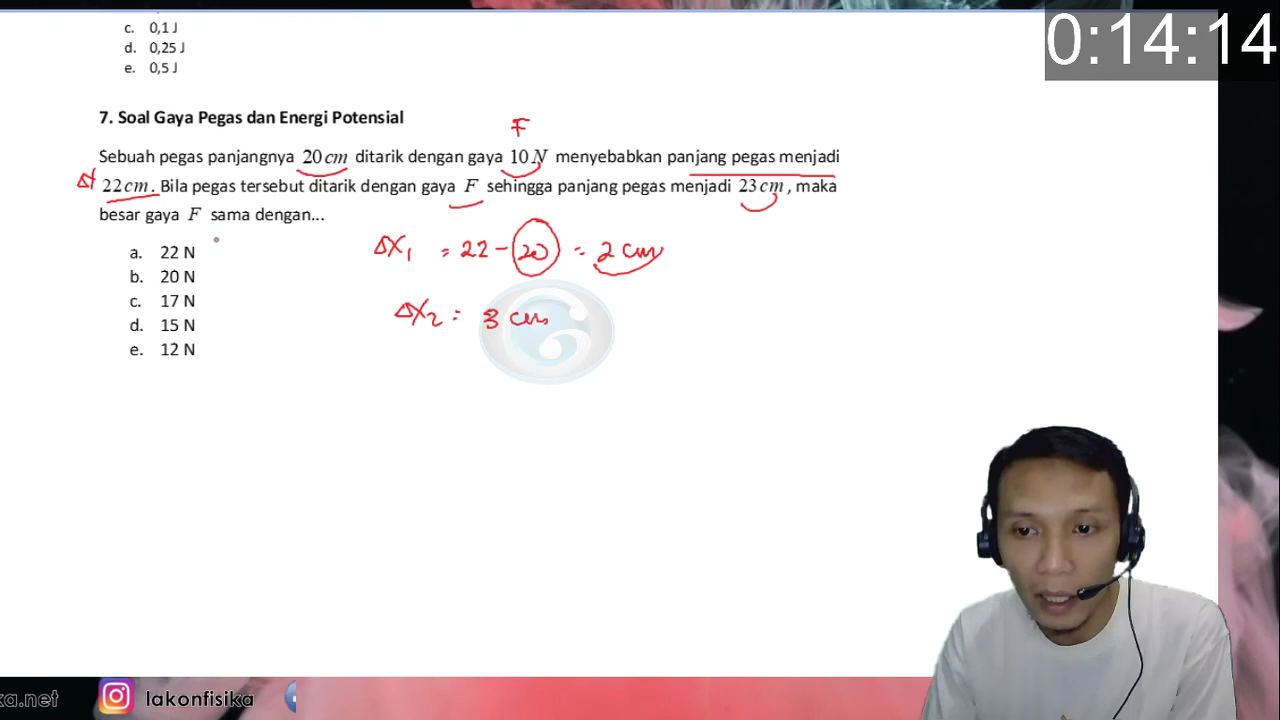 c. 0,1 J
0:14:14
d. 0,25 J
e. 0,5 J
7. Soal Gaya Pegas dan Energi Potensial
F
Sebuah pegas panjangnya 20 cm ditarik dengan gaya 10 N menyebabkan panjang pegas menjadi
22 cm. Bila pegas tersebut ditarik dengan gaya F sehingga panjang pegas menjadi 23 cm, maka
besar gaya F sama dengan...
a. 22 N
b. 20 N
c. 17 N
d. 15 N
e. 12 N
Δx₁ = 22 - 20 = 2 cm
Δx₂ = 3 cm
ka.net
lakonfisika